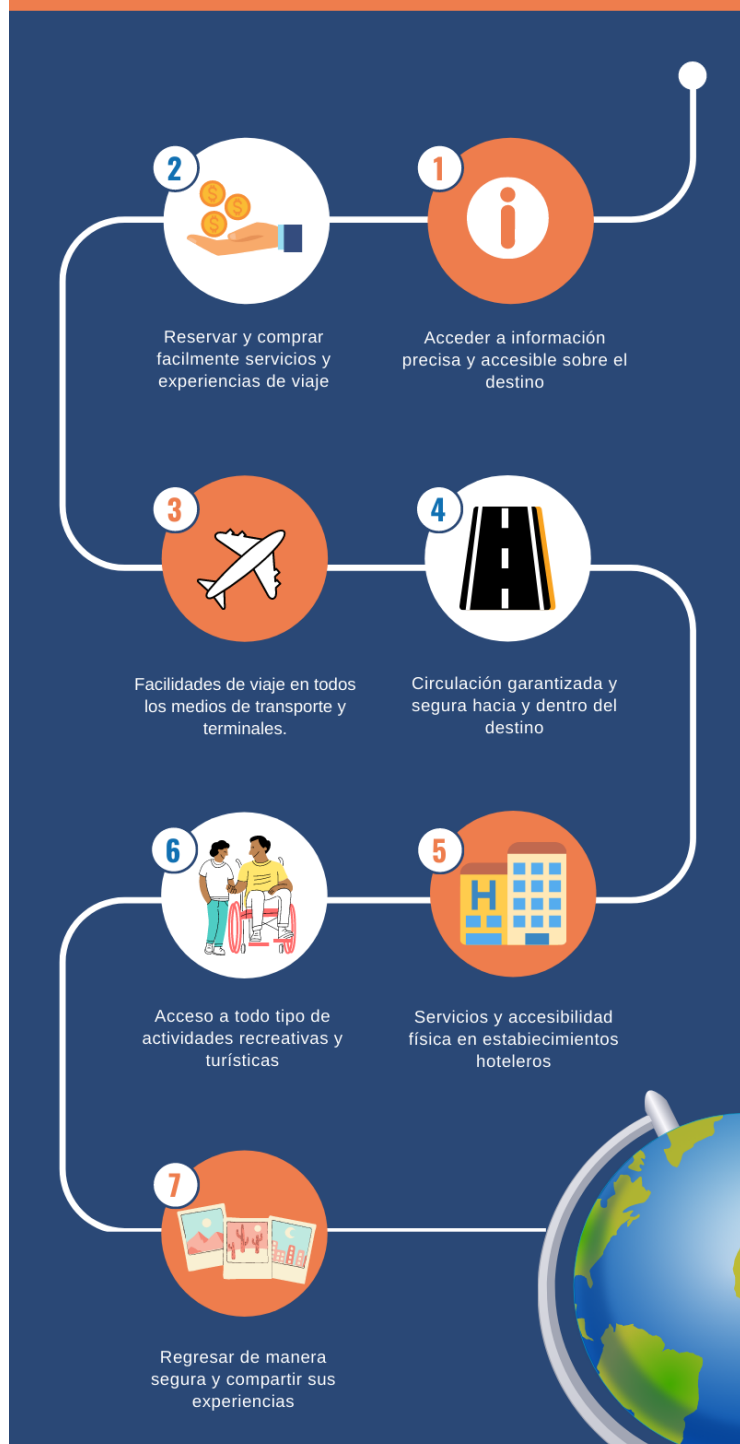 1
Acceder a información
precisa y accesible sobre el
destino
2
Reservar y comprar
facilmente servicios y
experiencias de viaje
3
Facilidades de viaje en todos
los medios de transporte y
terminales.
4
Circulación garantizada y
segura hacia y dentro del
destino
5
H
Servicios y accesibilidad
física en estabiecimientos
hoteleros
6
Acceso a todo tipo de
actividades recreativas y
turísticas
7
Regresar de manera
segura y compartir sus
experiencias